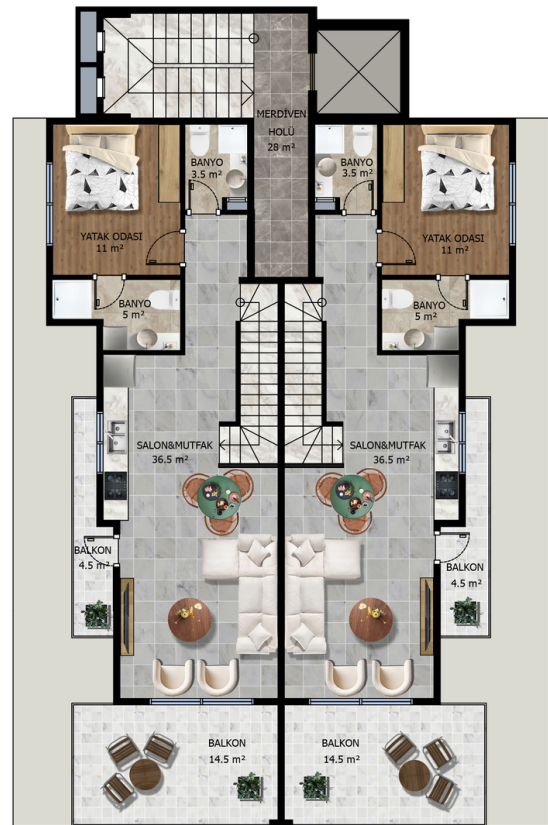 MERDİVEN
HOLÜ
28 m²
BANYO
3.5 m²
BANYO
3.5 m²
YATAK ODASI
11 m²
YATAK ODASI
11 m²
BANYO
5 m²
BANYO
5 m²
SALON&MUTFAK
36.5 m²
SALON&MUTFAK
36.5 m²
BALKON
4.5 m²
BALKON
4.5 m²
BALKON
14.5 m²
BALKON
14.5 m²